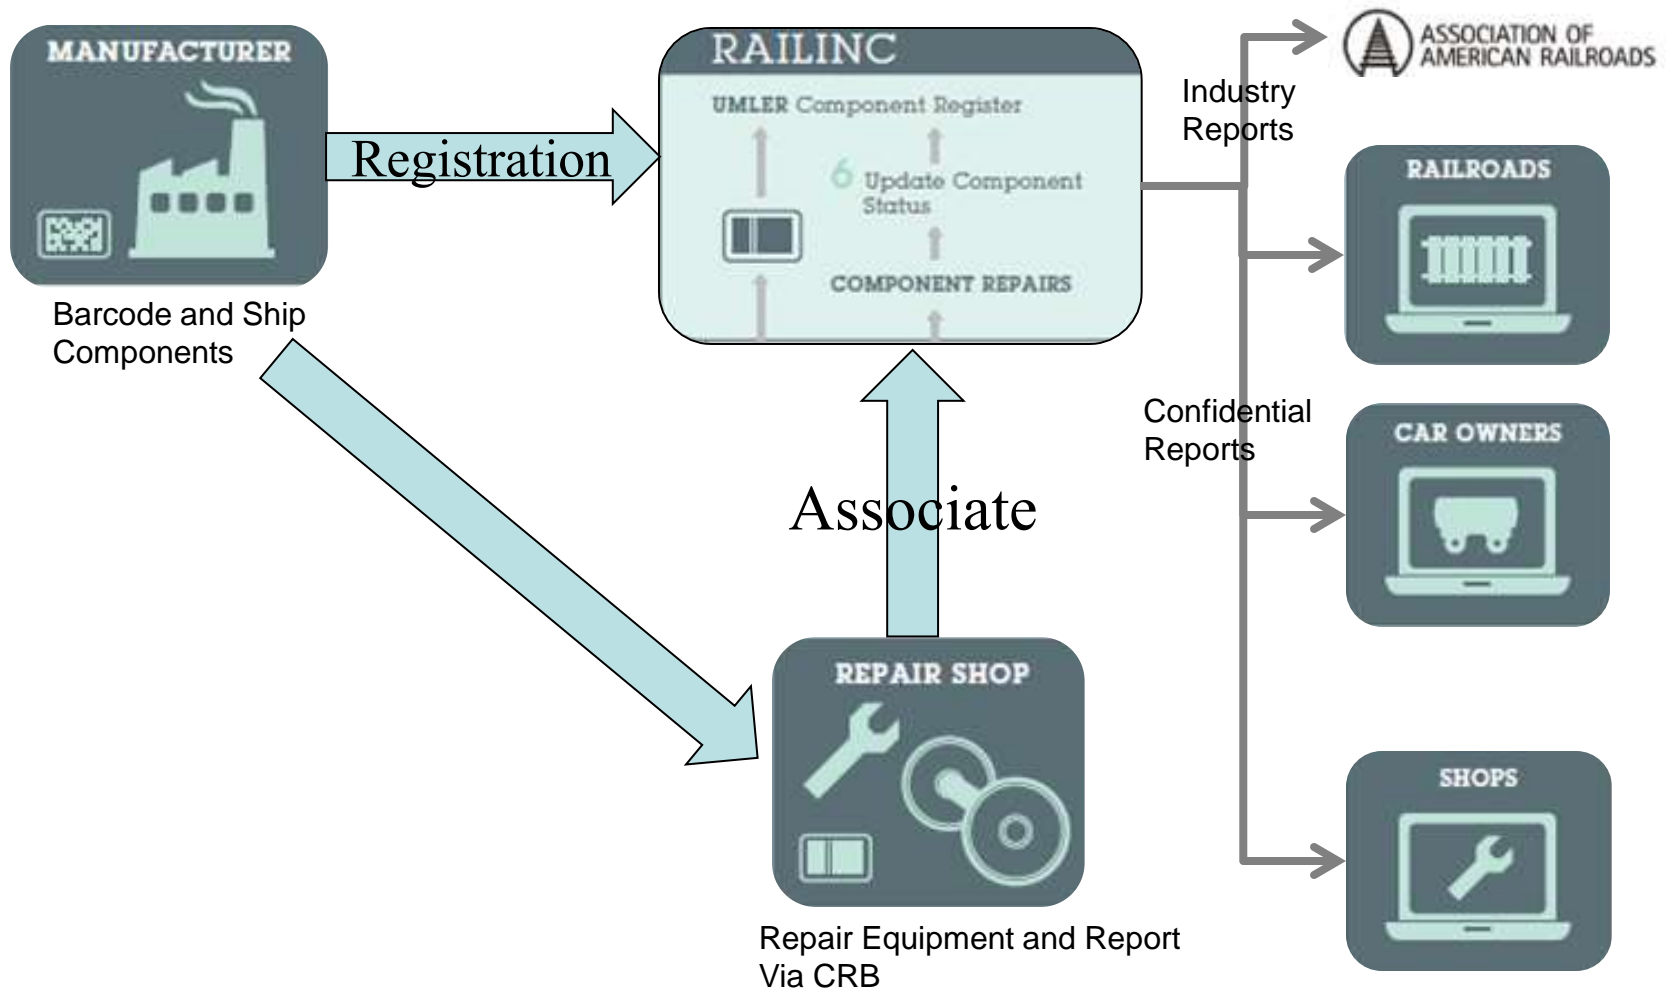 MANUFACTURER
Barcode and Ship
Components
Registration
RAILINC
UMLER Component Register
6 Update Component
Status
COMPONENT REPAIRS
Associate
REPAIR SHOP
Repair Equipment and Report
Via CRB
Industry
Reports
Confidential
Reports
ASSOCIATION OF
AMERICAN RAILROADS
RAILROADS
CAR OWNERS
SHOPS